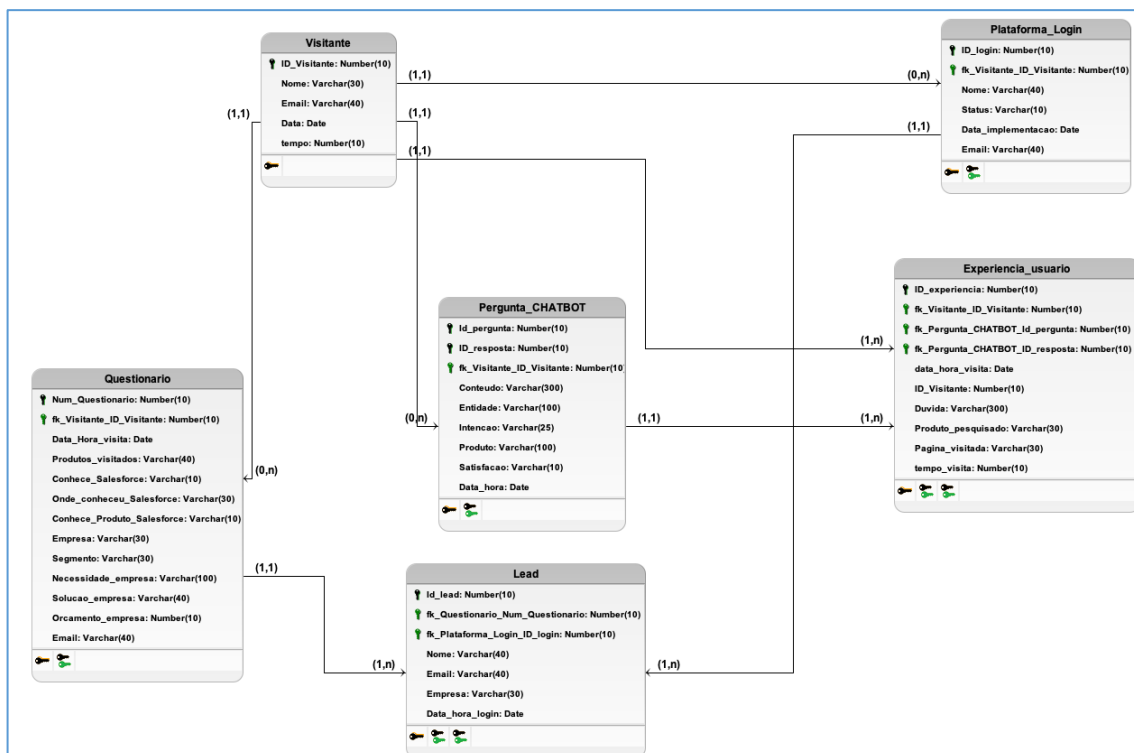 Visitante
ID_Visitante: Number(10)
Nome: Varchar(30)
Email: Varchar(40)
Data: Date
tempo: Number(10)
(1,1)
(1,1)
(1,1)
(1,1)
(0,n)
Plataforma_Login
ID_login: Number(10)
fk_Visitante_ID_Visitante: Number(10)
Nome: Varchar(40)
Status: Varchar(10)
Data_implementacao: Date
Email: Varchar(40)
(1,1)
Experiencia_usuario
ID_experiencia: Number(10)
fk_Visitante_ID_Visitante: Number(10)
fk_Pergunta_CHATBOT_Id_pergunta: Number(10)
fk_Pergunta_CHATBOT_ID_resposta: Number(10)
data_hora_visita: Date
ID_Visitante: Number(10)
Duvida: Varchar(300)
Produto_pesquisado: Varchar(30)
Pagina_visitada: Varchar(30)
tempo_visita: Number(10)
(1,n)
(1,n)
Pergunta_CHATBOT
Id_pergunta: Number(10)
ID_resposta: Number(10)
fk_Visitante_ID_Visitante: Number(10)
Conteudo: Varchar(300)
Entidade: Varchar(100)
Intencao: Varchar(25)
Produto: Varchar(100)
Satisfacao: Varchar(10)
Data_hora: Date
(0,n)
(1,1)
Questionario
Num_Questionario: Number(10)
fk_Visitante_ID_Visitante: Number(10)
Data_Hora_visita: Date
Produtos_visitados: Varchar(40)
Conhece_Salesforce: Varchar(10)
Onde_conheceu_Salesforce: Varchar(30)
Conhece_Produto_Salesforce: Varchar(10)
Empresa: Varchar(30)
Segmento: Varchar(30)
Necessidade_empresa: Varchar(100)
Solucao_empresa: Varchar(40)
Orcamento_empresa: Number(10)
Email: Varchar(40)
(0,n)
(1,1)
Lead
Id_lead: Number(10)
fk_Questionario_Num_Questionario: Number(10)
fk_Plataforma_Login_ID_login: Number(10)
Nome: Varchar(40)
Email: Varchar(40)
Empresa: Varchar(30)
Data_hora_login: Date
(1,n)
(1,n)